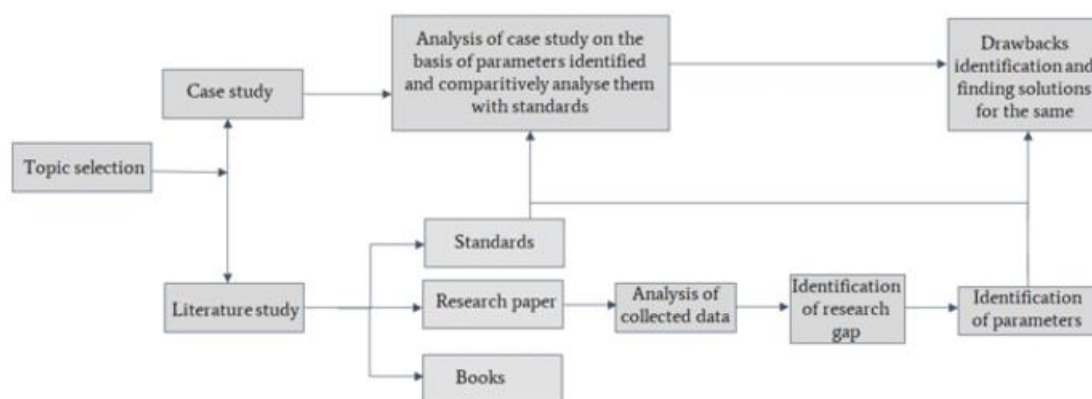 Analysis of case study on the
basis of parameters identified
and comparitively analyse them
with standards
Drawbacks
identification and
finding solutions
for the same
Case study
Topic selection
Standards
Literature study
Research paper
Analysis of
collected data
Identification
of research
gap
Identification
of parameters
Books